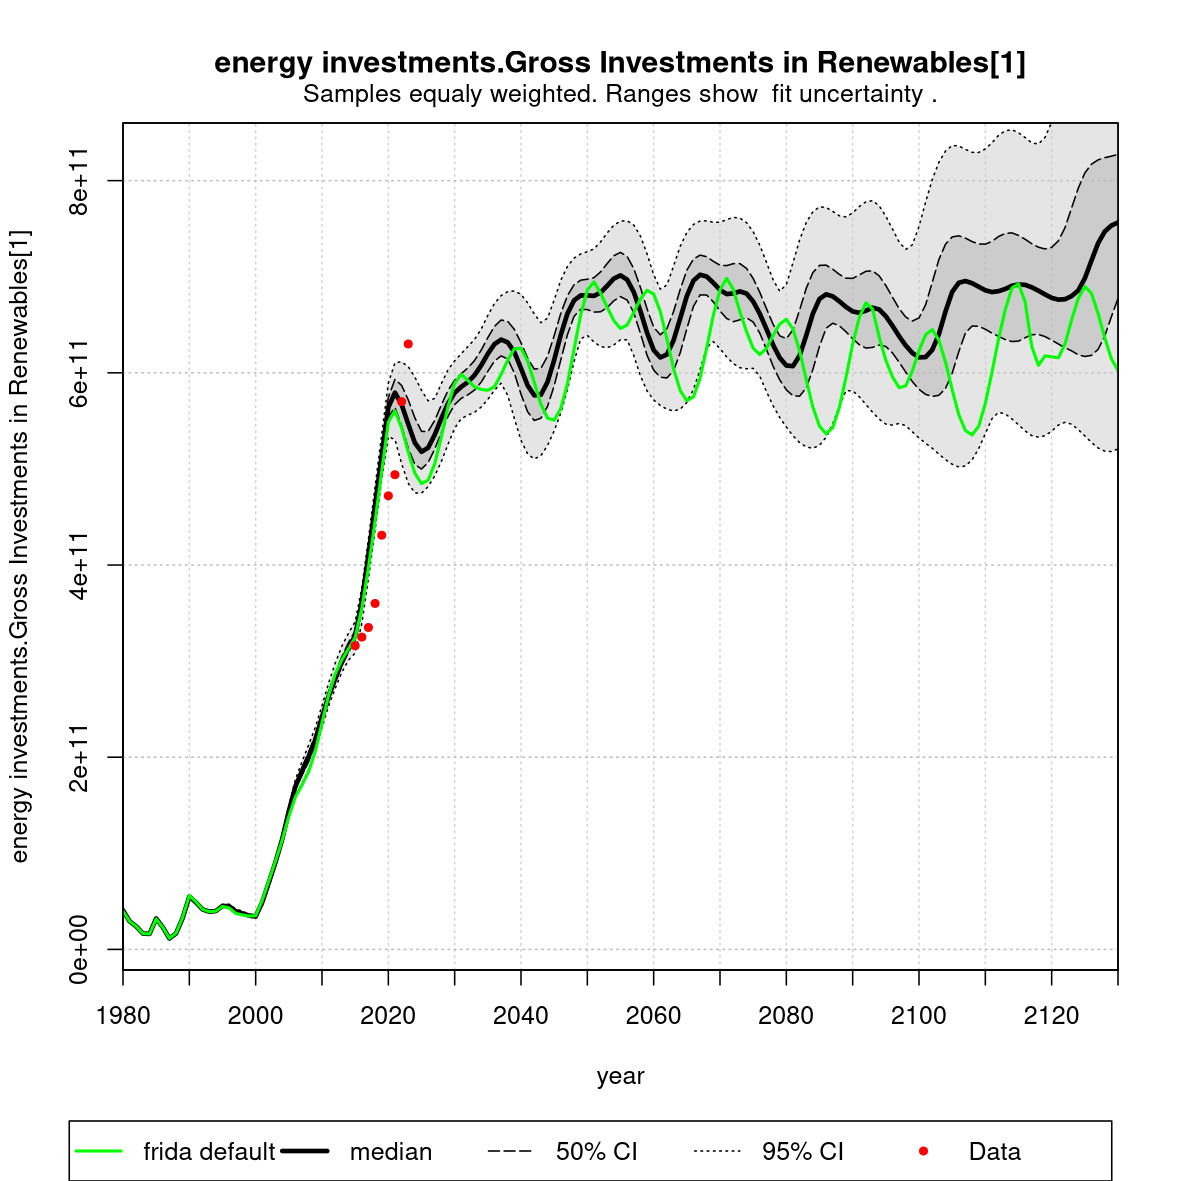 energy investments.Gross Investments in Renewables[1]
Samples equaly weighted. Ranges show  fit uncertainty .
energy investments.Gross Investments in Renewables[1]
8e+11
6e+11
4e+11
2e+11
0e+00
1980 2000 2020 2040 2060 2080 2100 2120
year
frida default median 50% CI 95% CI Data